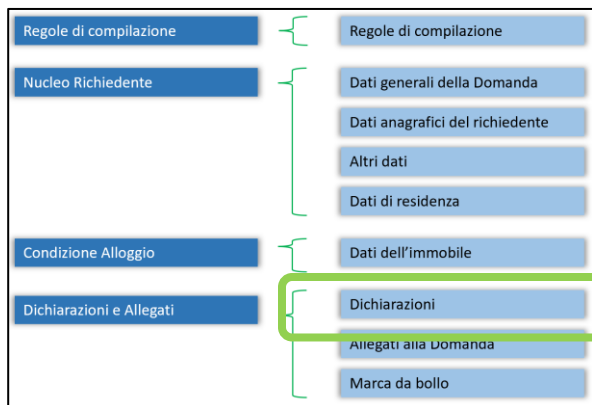 Regole di compilazione
Regole di compilazione
Nucleo Richiedente
Dati generali della Domanda
Dati anagrafici del richiedente
Altri dati
Dati di residenza
Condizione Alloggio
Dati dell'immobile
Dichiarazioni e Allegati
Dichiarazioni
Allegati alla Domanda
Marca da bollo